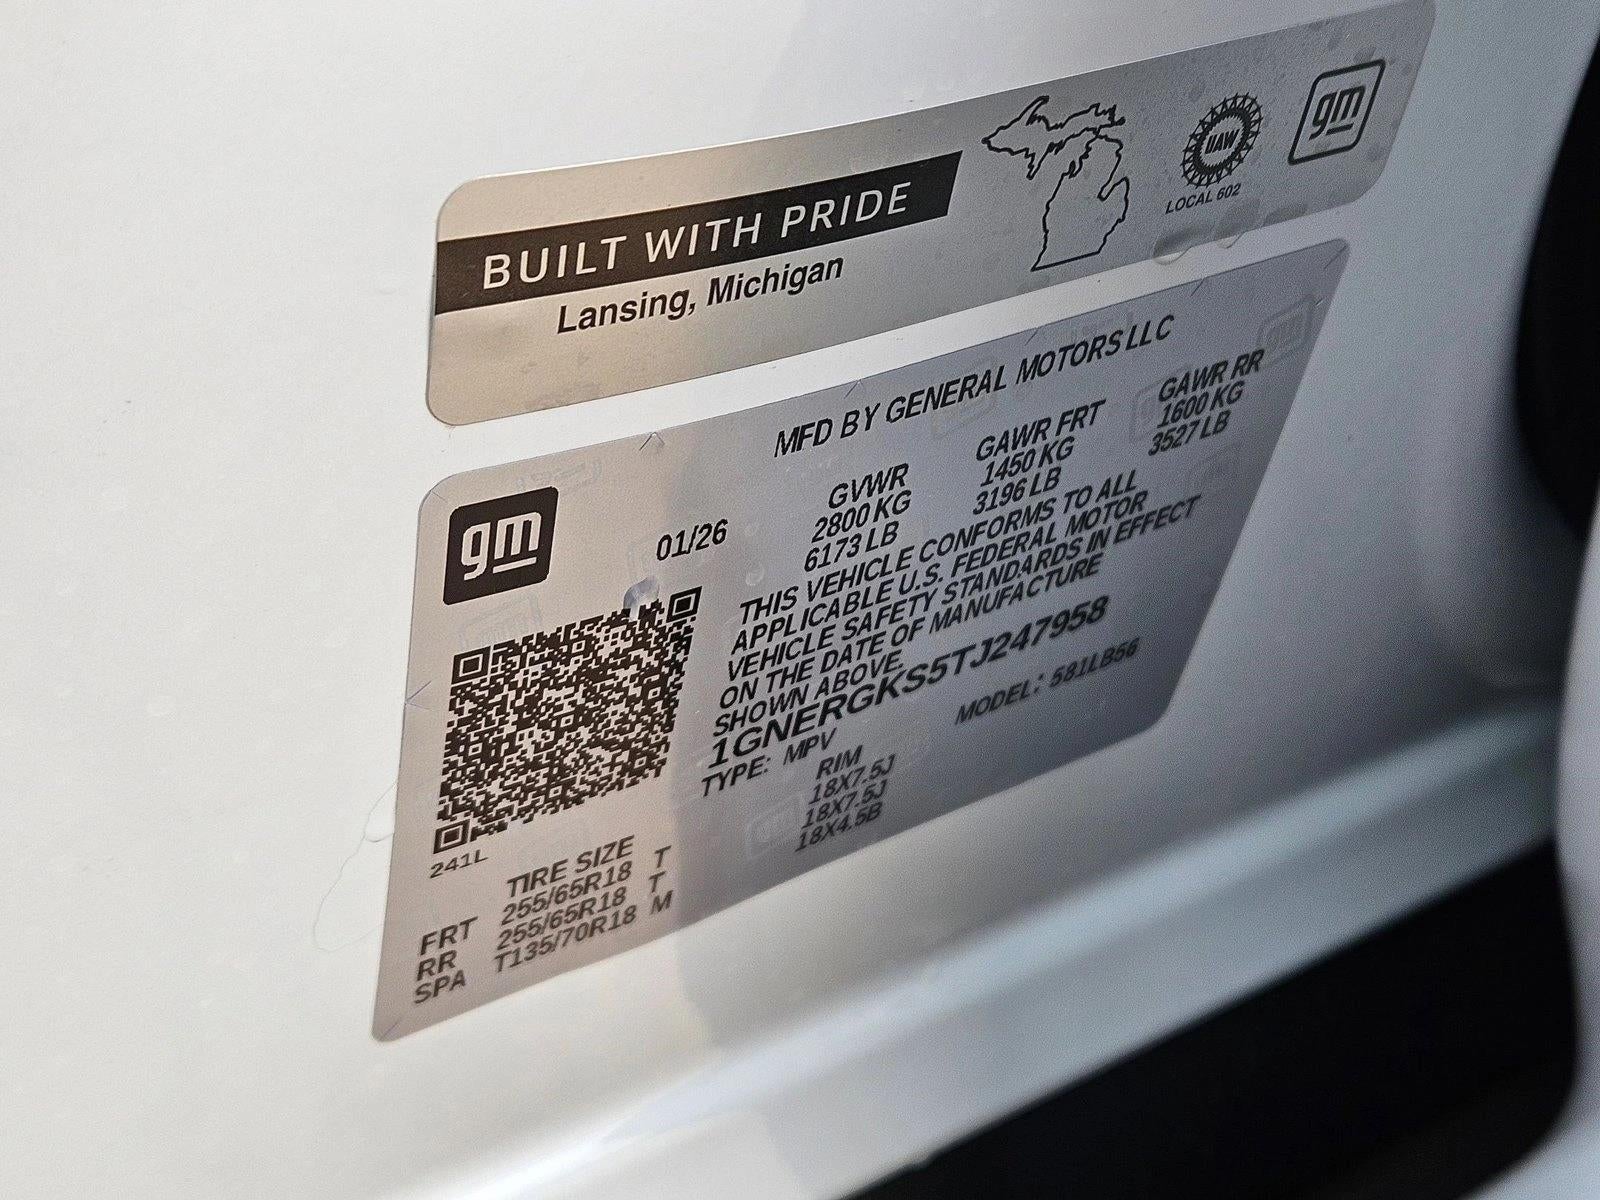 BUILT WITH PRIDE
Lansing, Michigan
UAW
LOCAL 602
gm
MFD BY GENERAL MOTORS LLC
gm
01/26
GVWR GAWR FRT GAWR RR
2800 KG 1450 KG 1600 KG
6173 LB 3196 LB 3527 LB
THIS VEHICLE CONFORMS TO ALL
APPLICABLE U.S. FEDERAL MOTOR
VEHICLE SAFETY STANDARDS IN EFFECT
ON THE DATE OF MANUFACTURE
SHOWN ABOVE.
1GNERGKS5TJ247958
TYPE: MPV MODEL: 581LB56
241L
TIRE SIZE RIM
FRT 255/65R18 T 18X7.5J
RR 255/65R18 T 18X7.5J
SPA T135/70R18 M 18X4.5B